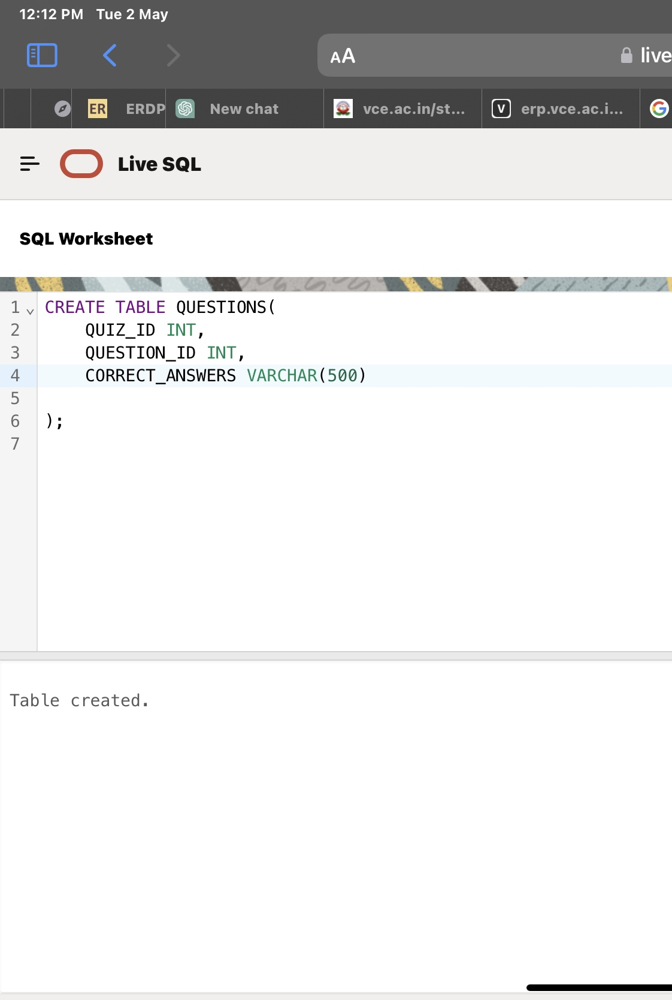 12:12 PM Tue 2 May
AA live
ER ERDP New chat vce.ac.in/st... V erp.vce.ac.i... G
Live SQL
SQL Worksheet
1 CREATE TABLE QUESTIONS(
2 QUIZ_ID INT,
3 QUESTION_ID INT,
4 CORRECT_ANSWERS VARCHAR(500)
5
6 );
7
Table created.